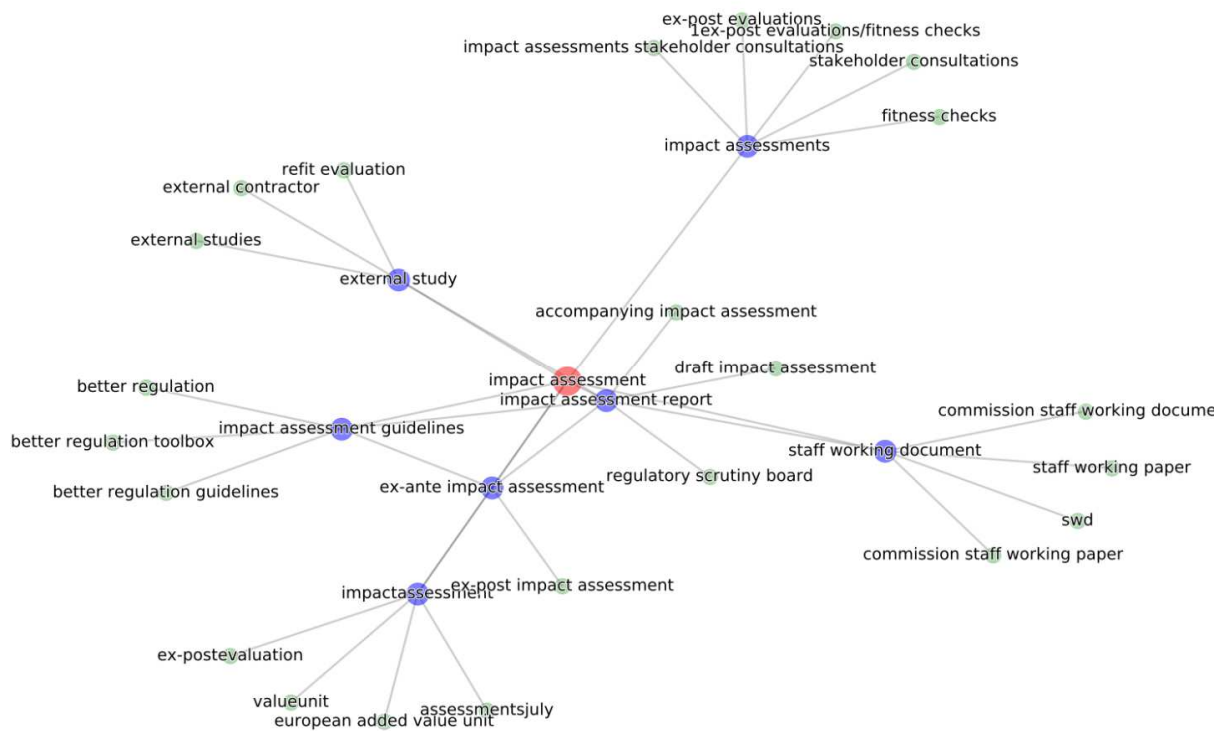 ex-post evaluations
1ex-post evaluations/fitness checks
impact assessments stakeholder consultations
stakeholder consultations
fitness checks
impact assessments
refit evaluation
external contractor
external studies
external study
accompanying impact assessment
draft impact assessment
impact assessment
better regulation
impact assessment report
commission staff working docume
impact assessment guidelines
better regulation toolbox
staff working document
staff working paper
regulatory scrutiny board
ex-ante impact assessment
better regulation guidelines
swd
commission staff working paper
ex-post impact assessment
impactassessment
ex-postevaluation
valueunit
assessmentsjuly
european added value unit